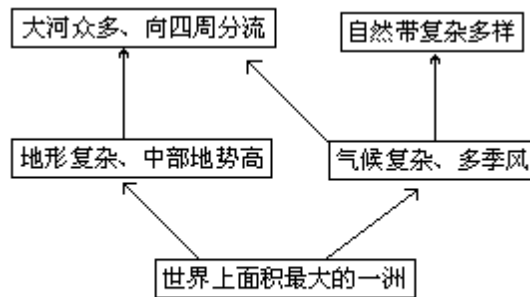 大河众多、向四周分流
自然带复杂多样
地形复杂、中部地势高
气候复杂、多季风
世界上面积最大的一洲